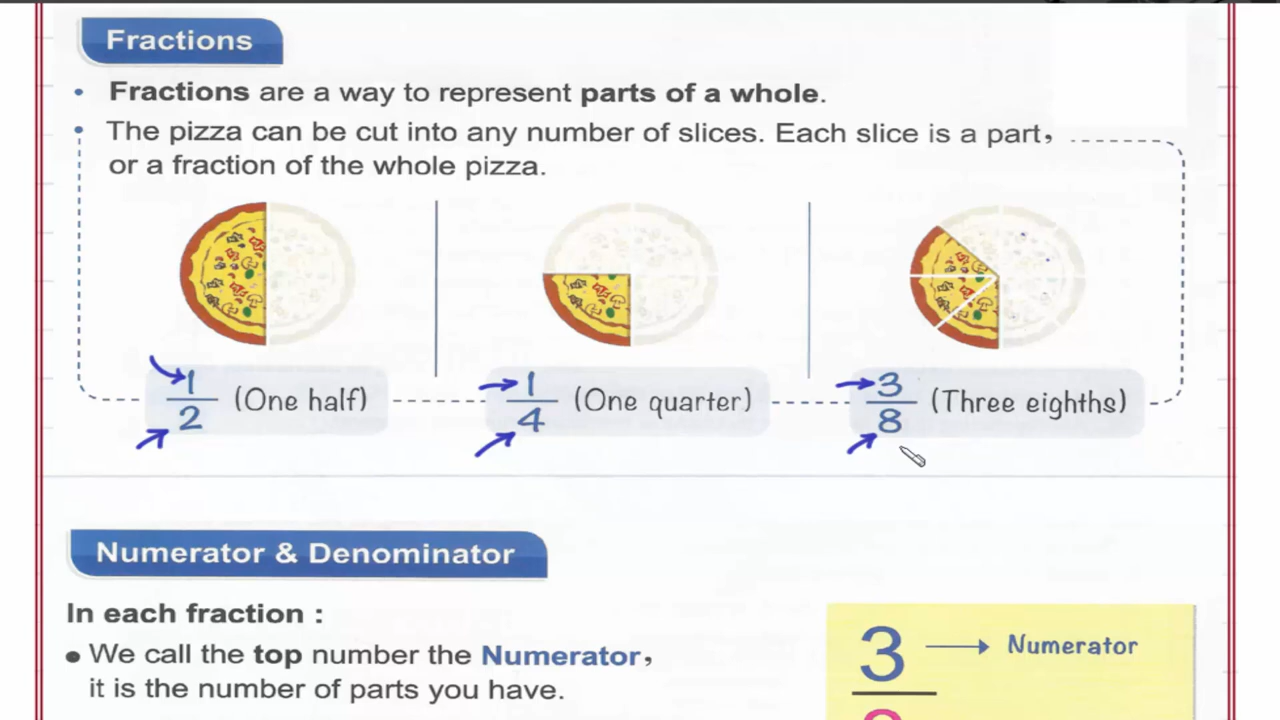 Fractions
• Fractions are a way to represent parts of a whole.
• The pizza can be cut into any number of slices. Each slice is a part,
or a fraction of the whole pizza.
1/2 (One half)
1/4 (One quarter)
3/8 (Three eighths)
Numerator & Denominator
In each fraction :
• We call the top number the Numerator,
it is the number of parts you have.
3 → Numerator